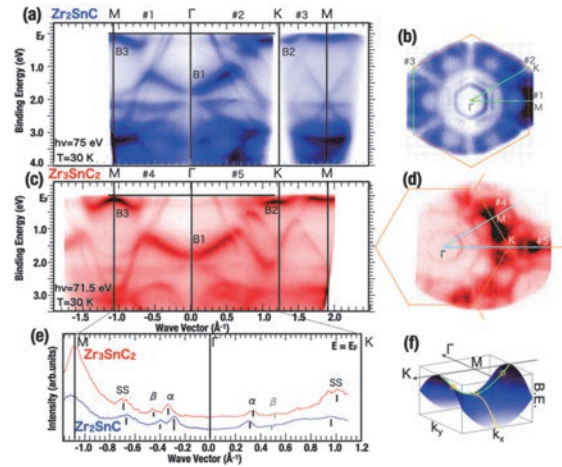 Zr₂SnC
M #1 Γ #2 K #3 M
(a)
(b)
E_F
B3
B1
B2
1.0
2.0
3.0
4.0
Binding Energy (eV)
hν=75 eV
T=30 K
#3
#2
K
#1
M
Γ
Zr₃SnC₂
M #4 Γ #5 K M
(c)
(d)
E_F
B3
B1
B2
1.0
2.0
3.0
Binding Energy (eV)
hν=71.5 eV
T=30 K
-1.5 -1.0 -0.5 0.0 0.5 1.0 1.5 2.0
Wave Vector (Å⁻¹)
#4
M
K
#5
Γ
(e)
M Γ K
Zr₃SnC₂
E = E_F
SS β α α β SS
Zr₂SnC
Intensity (arb.units)
-1.0 -0.8 -0.6 -0.4 -0.2 0.0 0.2 0.4 0.6 0.8 1.0 1.2
Wave Vector (Å⁻¹)
(f)
Γ
M
K
B.E.
k_y
k_x